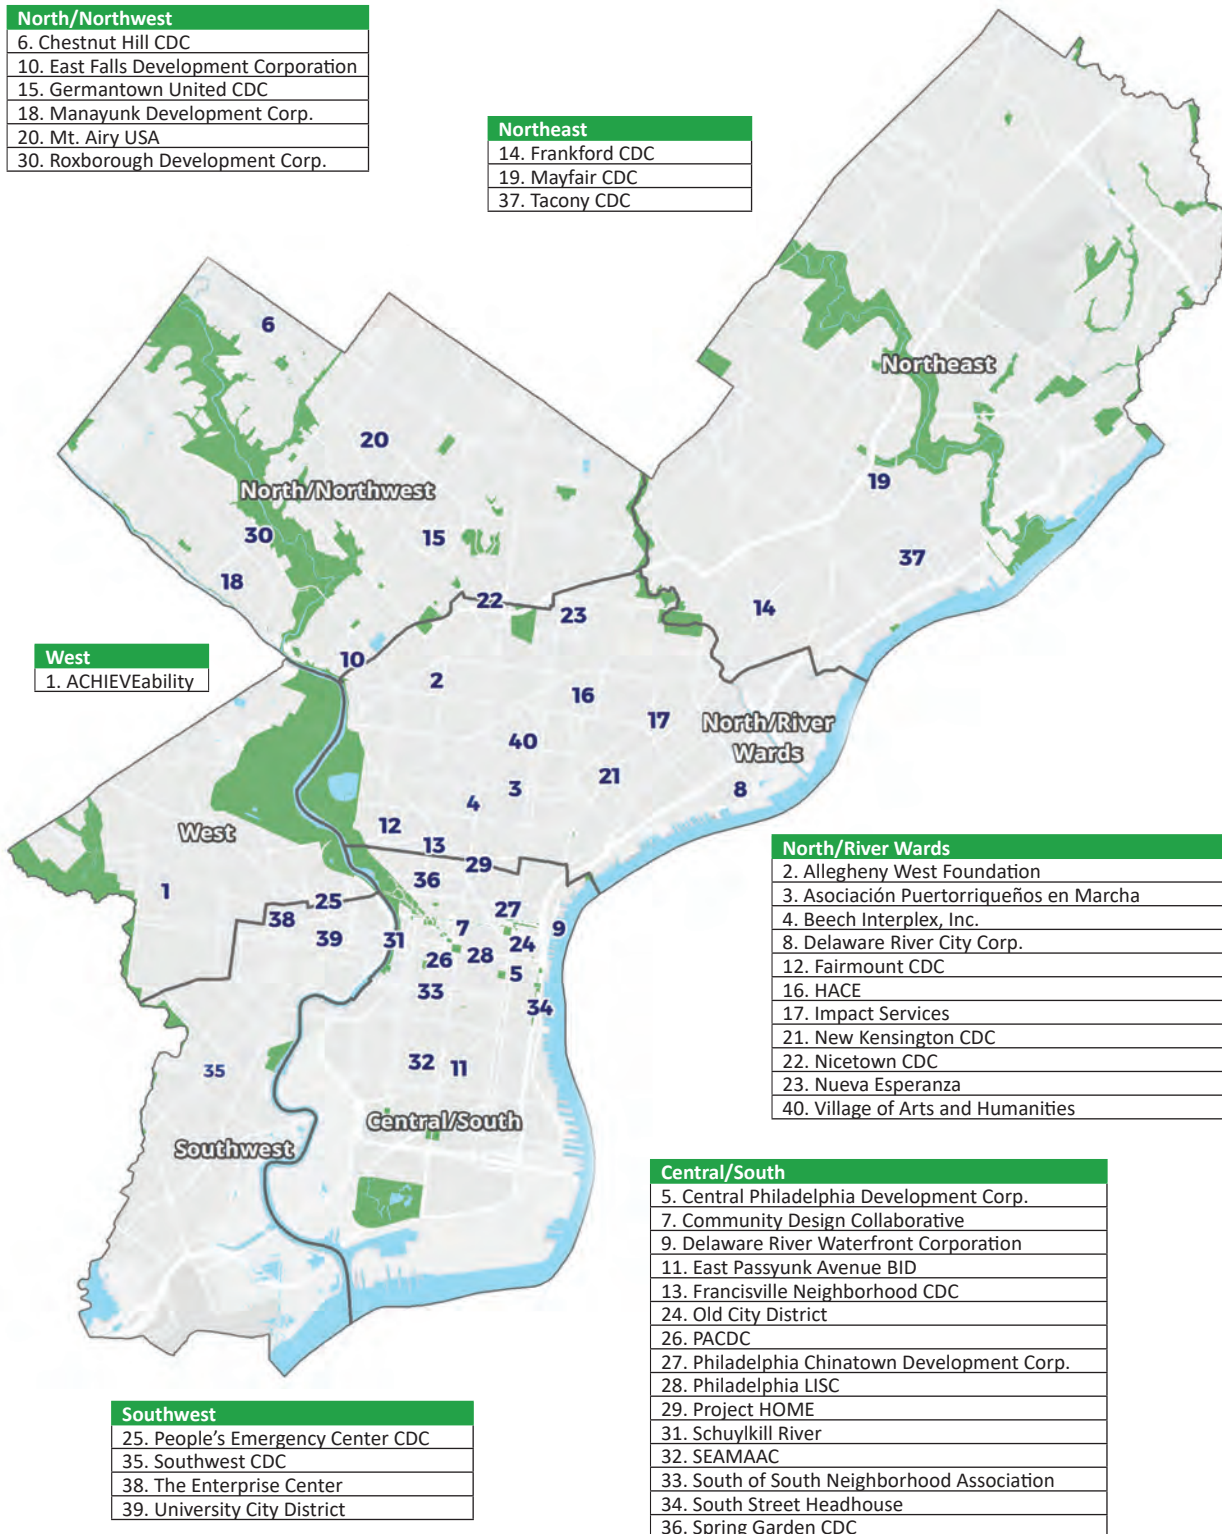 North/Northwest
6. Chestnut Hill CDC
10. East Falls Development Corporation
15. Germantown United CDC
18. Manayunk Development Corp.
20. Mt. Airy USA
30. Roxborough Development Corp.
Northeast
14. Frankford CDC
19. Mayfair CDC
37. Tacony CDC
6
Northeast
20
19
North/Northwest
30
15
37
18
22
23
14
West
1. ACHIEVEability
10
2
16
17
North/River
Wards
40
21
3
8
4
12
West
13
29
North/River Wards
2. Allegheny West Foundation
3. Asociación Puertorriqueños en Marcha
4. Beech Interplex, Inc.
8. Delaware River City Corp.
12. Fairmount CDC
16. HACE
17. Impact Services
21. New Kensington CDC
22. Nicetown CDC
23. Nueva Esperanza
40. Village of Arts and Humanities
36
1
25
27
38
7
9
39
31
24
28
26
5
33
34
32
11
35
Central/South
Southwest
Central/South
5. Central Philadelphia Development Corp.
7. Community Design Collaborative
9. Delaware River Waterfront Corporation
11. East Passyunk Avenue BID
13. Francisville Neighborhood CDC
24. Old City District
26. PACDC
27. Philadelphia Chinatown Development Corp.
28. Philadelphia LISC
29. Project HOME
31. Schuylkill River
32. SEAMAAC
33. South of South Neighborhood Association
34. South Street Headhouse
36. Spring Garden CDC
Southwest
25. People's Emergency Center CDC
35. Southwest CDC
38. The Enterprise Center
39. University City District